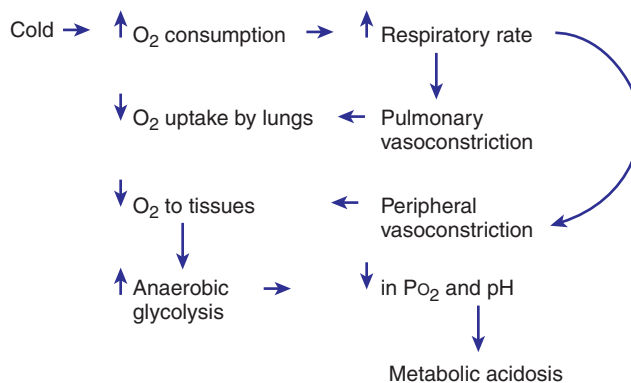 Cold
O2 consumption
Respiratory rate
O2 uptake by lungs
Pulmonary
vasoconstriction
O2 to tissues
Peripheral
vasoconstriction
Anaerobic
glycolysis
in PO2 and pH
Metabolic acidosis